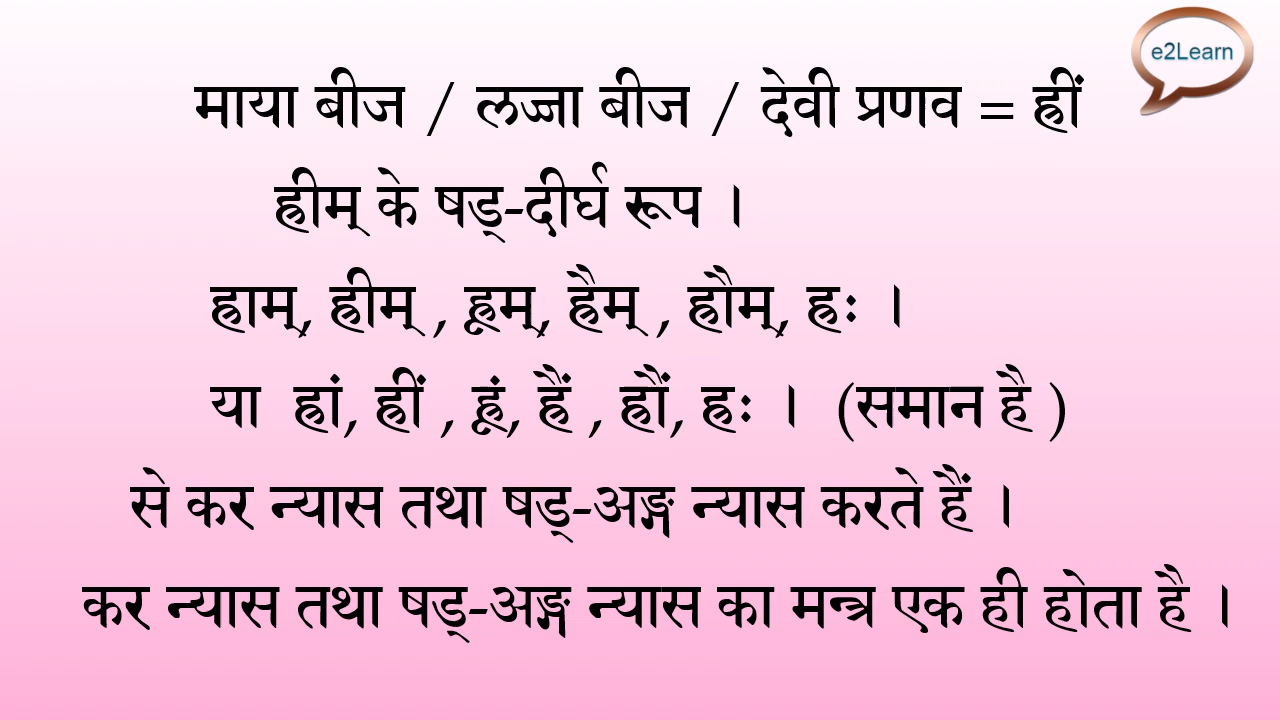 e2Learn
माया बीज / लज्जा बीज / देवी प्रणव = ह्रीं
ह्रीम् के षड्-दीर्घ रूप ।
ह्राम्, ह्रीम् , ह्रूम्, ह्रैम् , ह्रौम्, ह्रः ।
या ह्रां, ह्रीं , ह्रूं, ह्रैं , ह्रौं, ह्रः । (समान है )
से कर न्यास तथा षड्-अङ्ग न्यास करते हैं ।
कर न्यास तथा षड्-अङ्ग न्यास का मन्त्र एक ही होता है ।